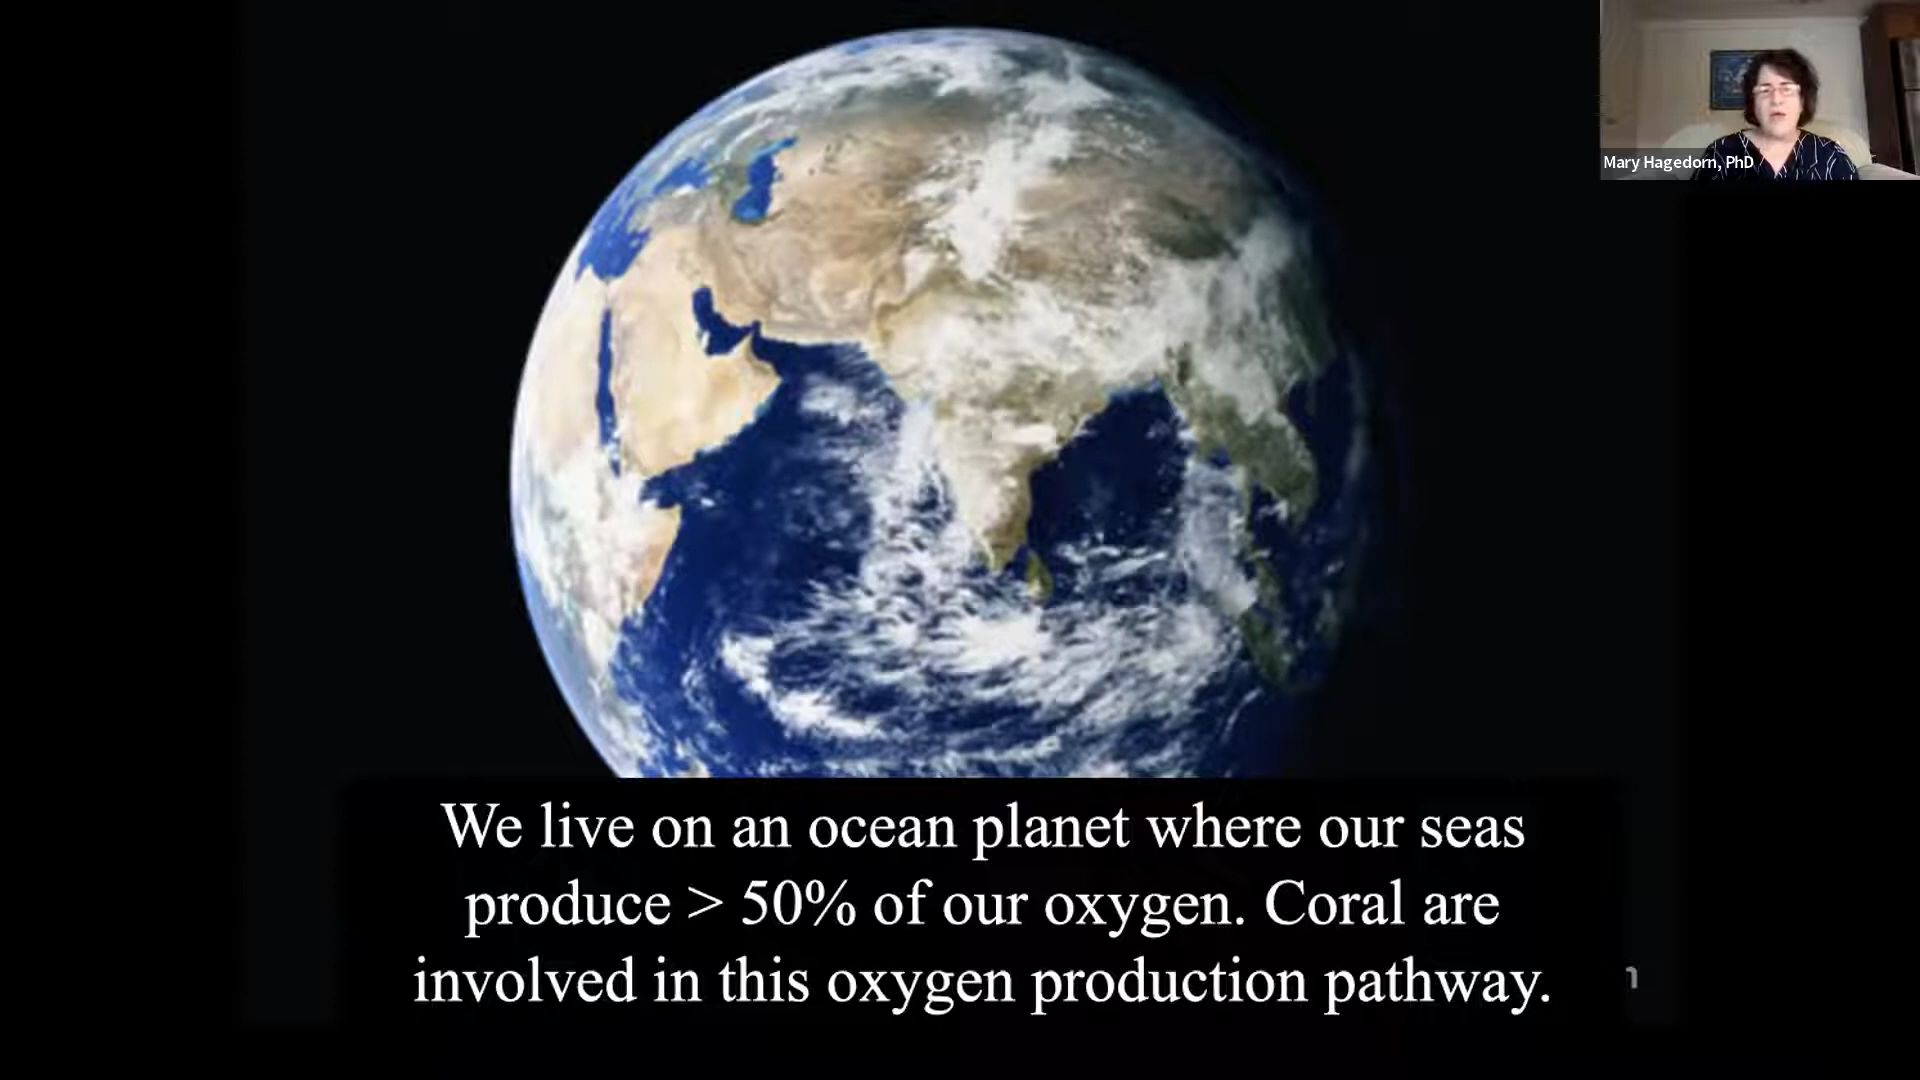 Mary Hagedorn, PhD
We live on an ocean planet where our seas
produce > 50% of our oxygen. Coral are
involved in this oxygen production pathway.